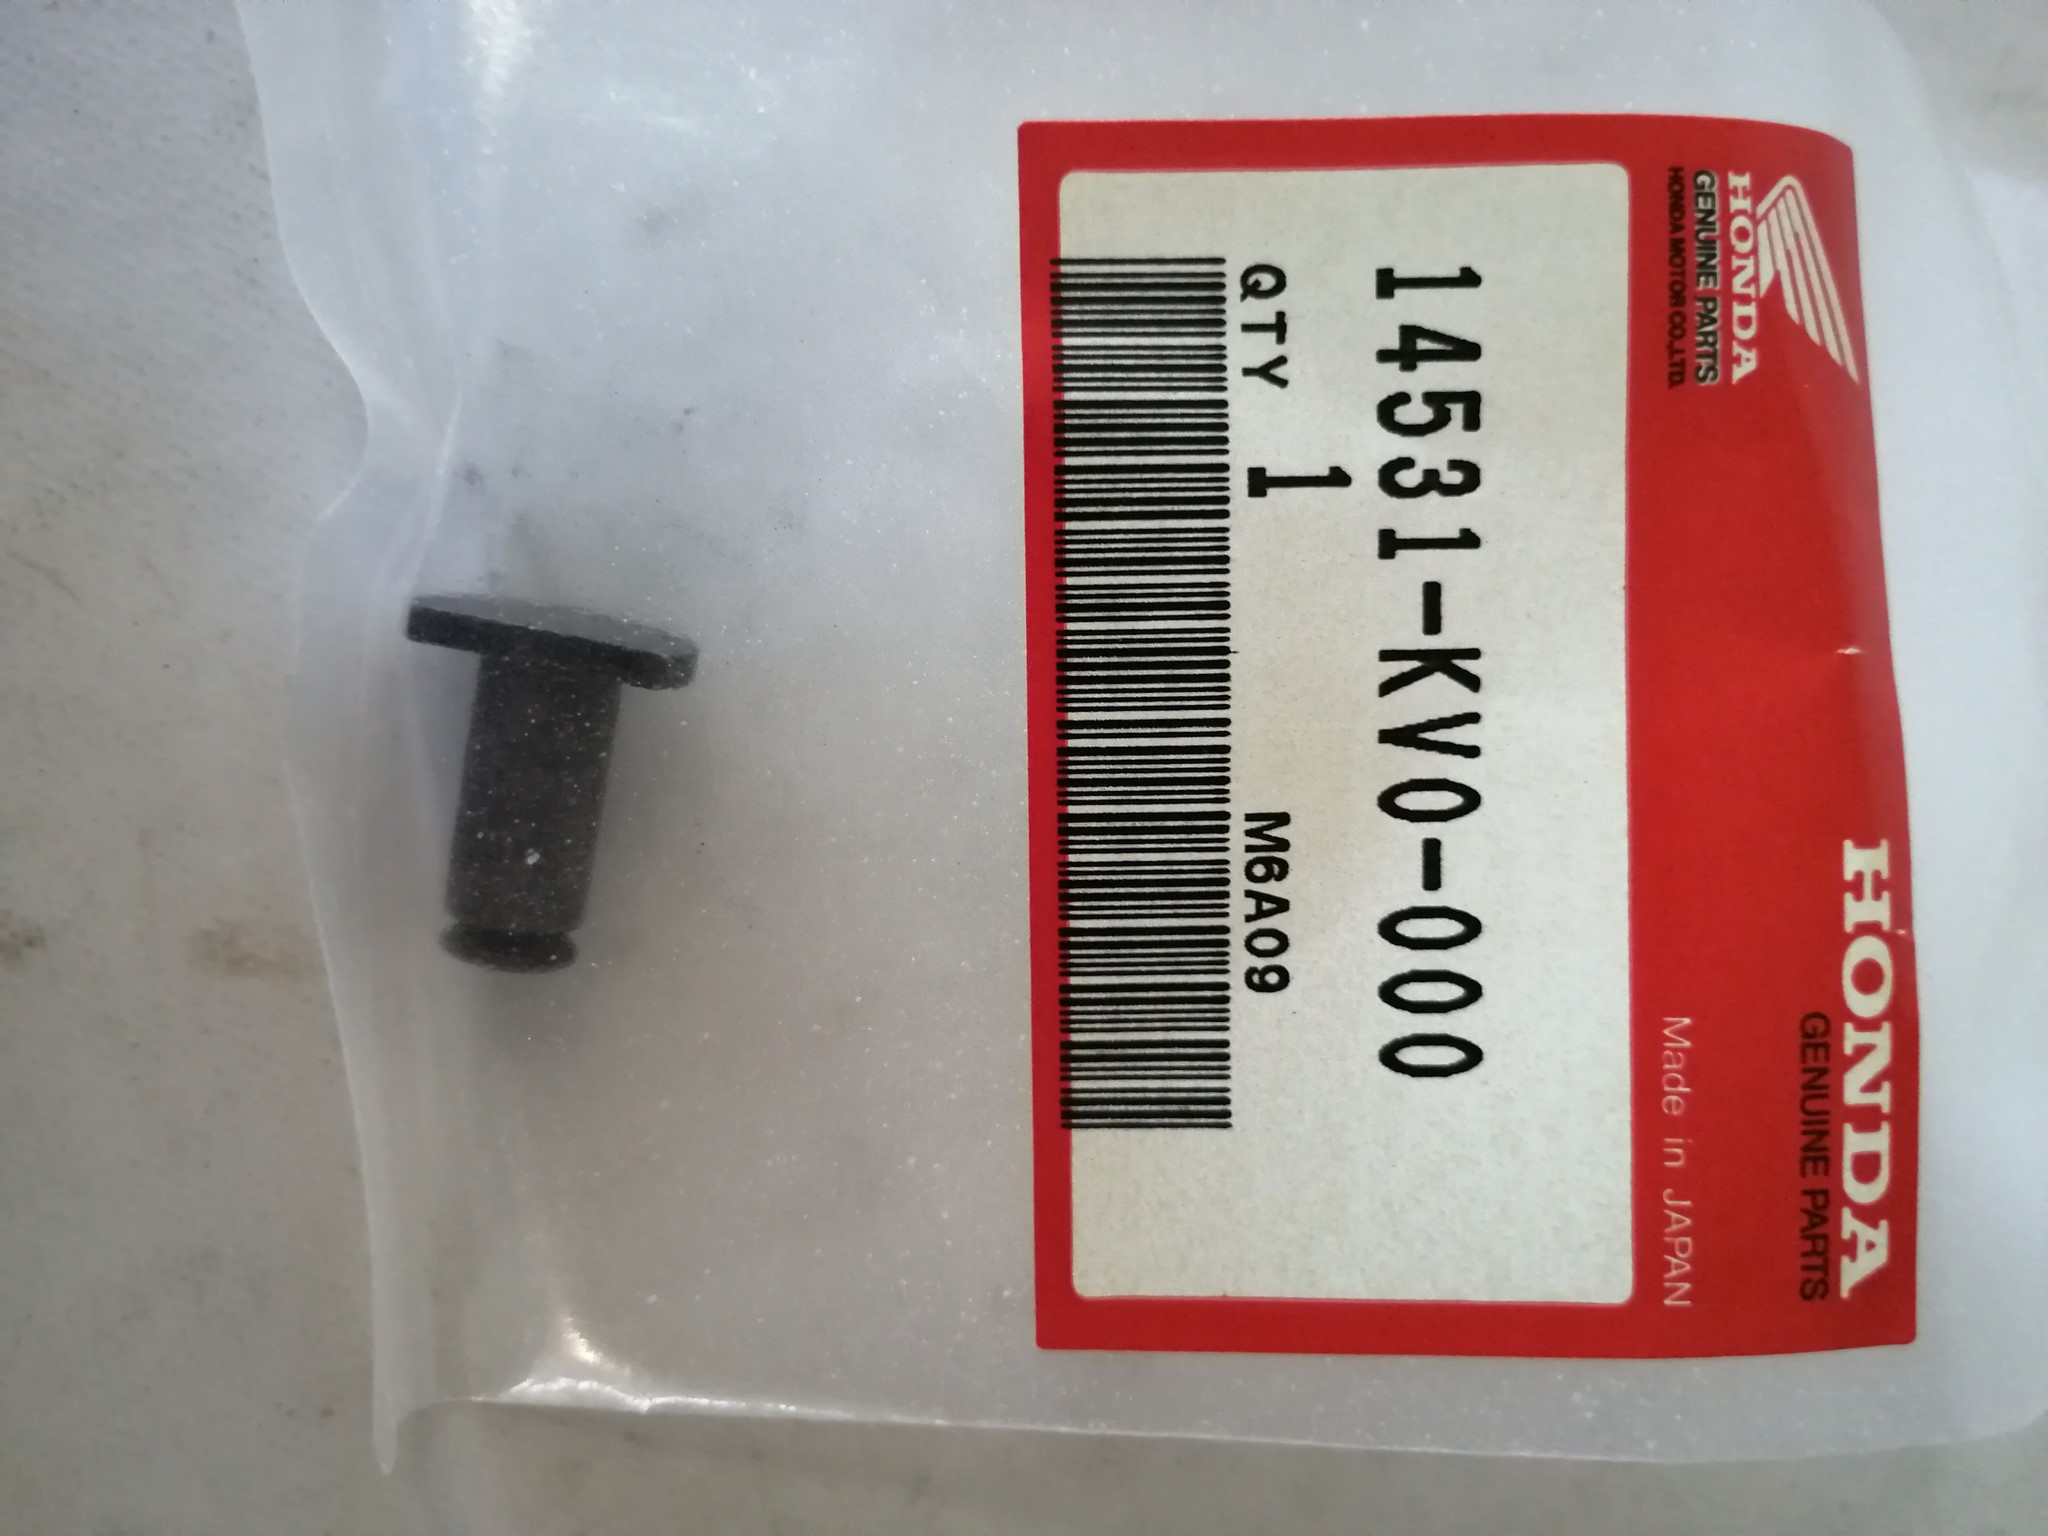 HONDA
GENUINE PARTS
HONDA MOTOR CO.,LTD.
HONDA
GENUINE PARTS
Made in JAPAN
14531-KV0-000
QTY 1 M6A09